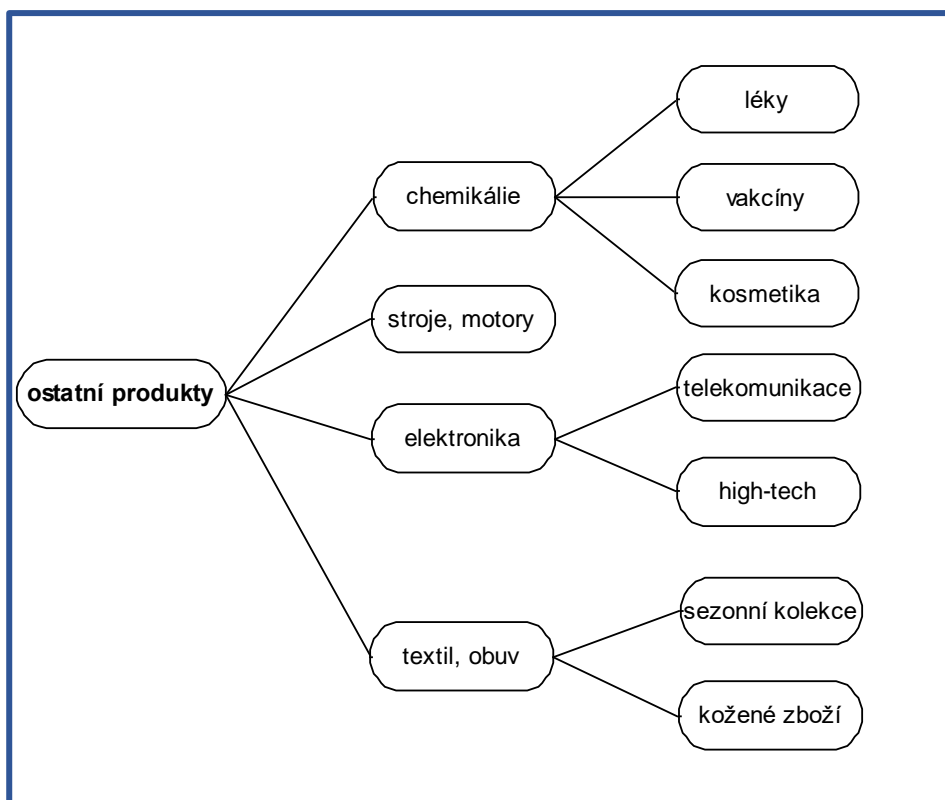 ostatní produkty
chemikálie
léky
vakcíny
kosmetika
stroje, motory
elektronika
telekomunikace
high-tech
textil, obuv
sezonní kolekce
kožené zboží